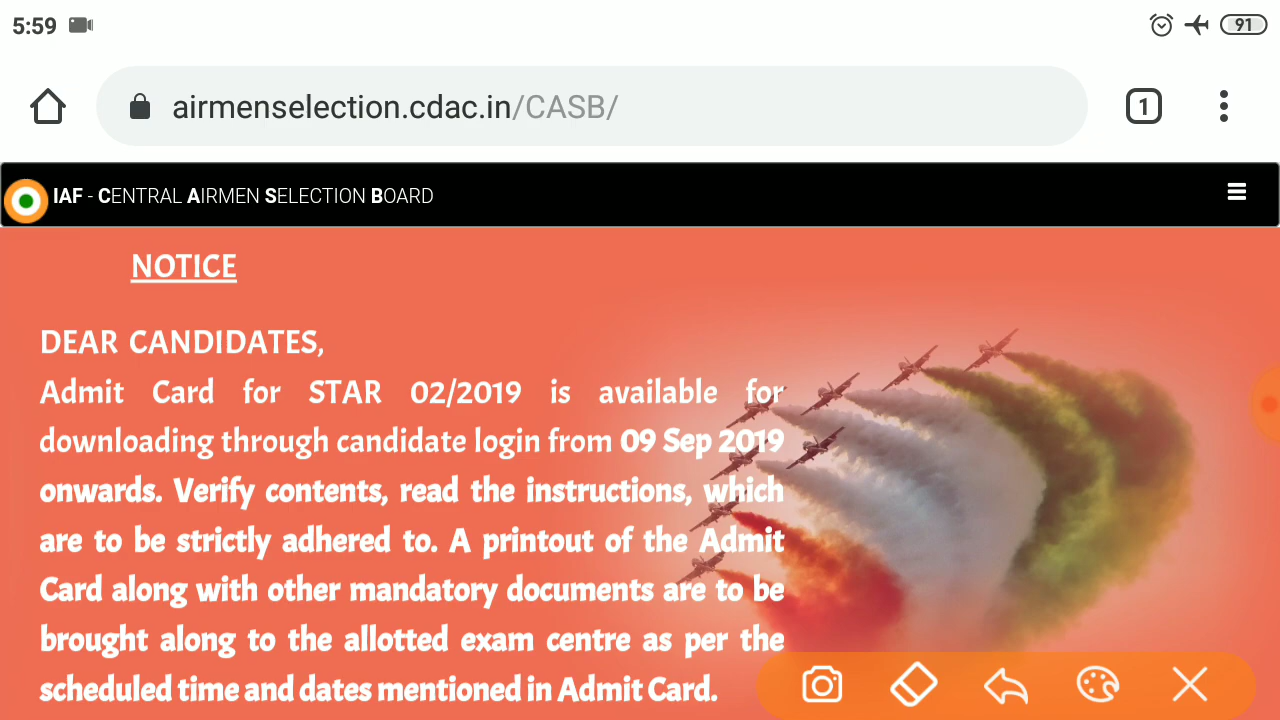 5:59
91
airmenselection.cdac.in/CASB/
1
IAF - CENTRAL AIRMEN SELECTION BOARD
NOTICE
DEAR CANDIDATES,
Admit Card for STAR 02/2019 is available for
downloading through candidate login from 09 Sep 2019
onwards. Verify contents, read the instructions, which
are to be strictly adhered to. A printout of the Admit
Card along with other mandatory documents are to be
brought along to the allotted exam centre as per the
scheduled time and dates mentioned in Admit Card.